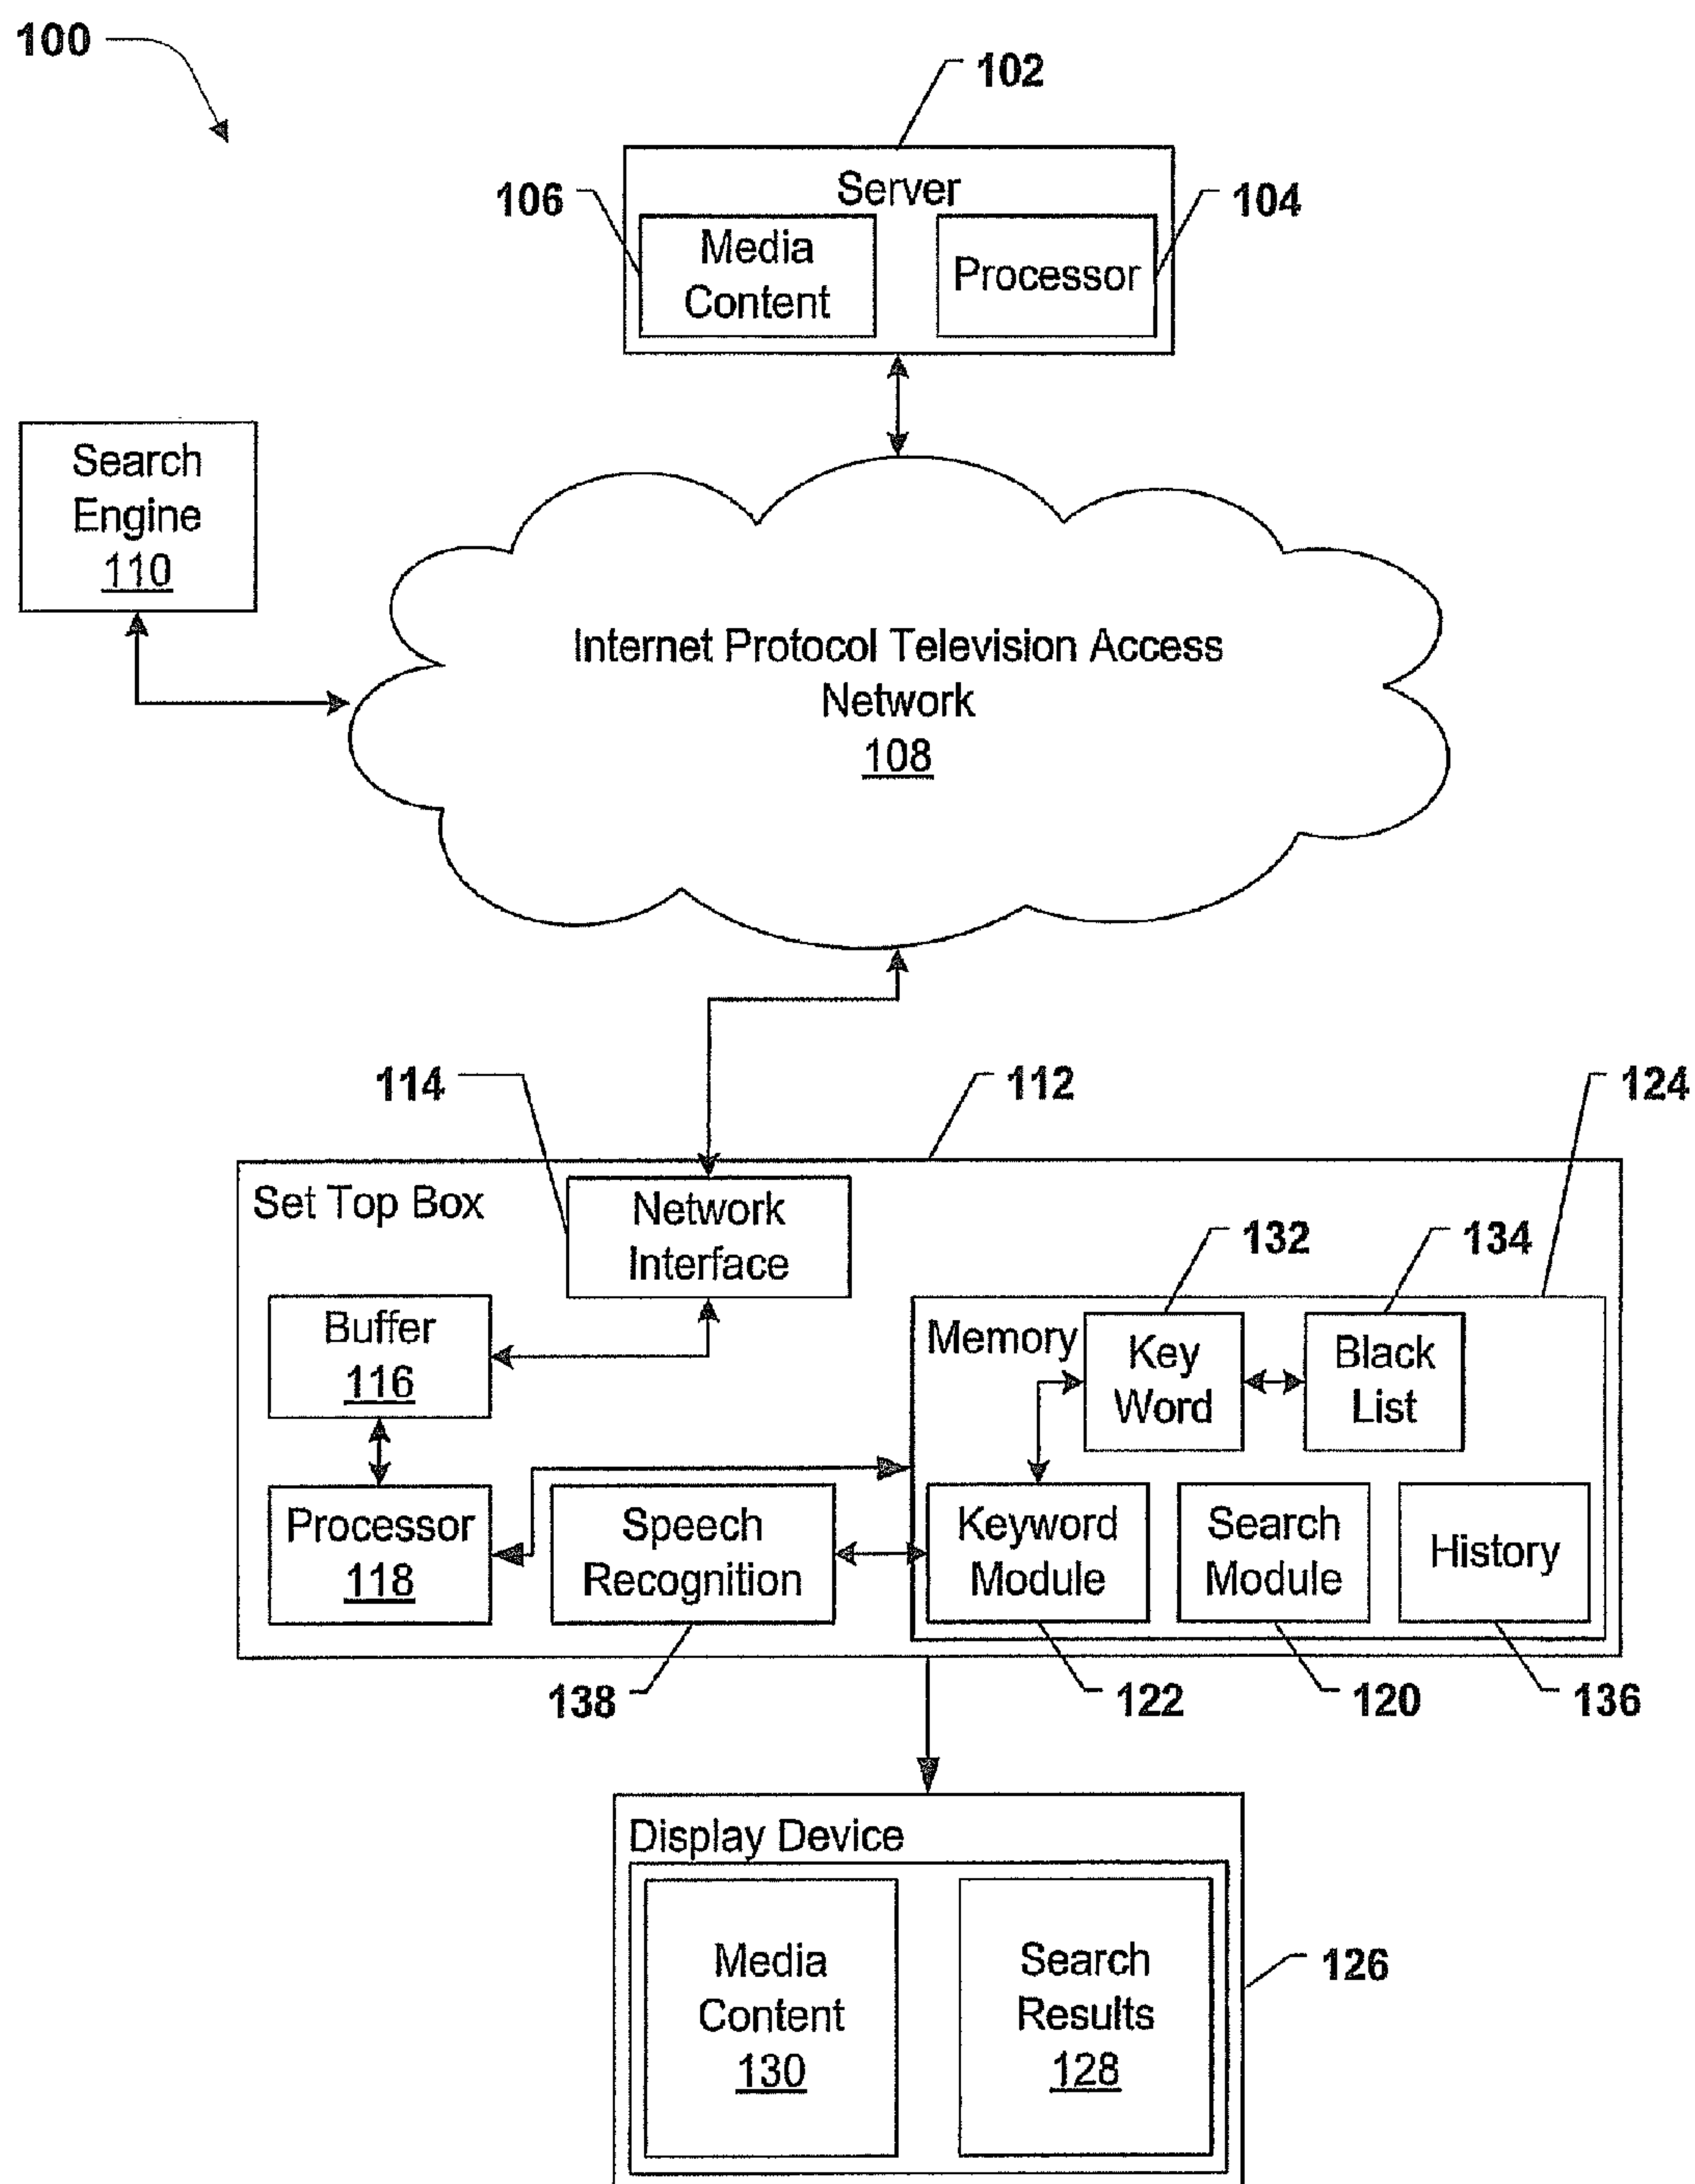 100
102
Server
106
104
Media
Content
Processor
Search
Engine
110
Internet Protocol Television Access
Network
108
114
112
124
Set Top Box
Network
Interface
132
134
Buffer
116
Memory
Key
Word
Black
List
Processor
118
Speech
Recognition
Keyword
Module
Search
Module
History
138
122
120
136
Display Device
Media
Content
130
Search
Results
128
126